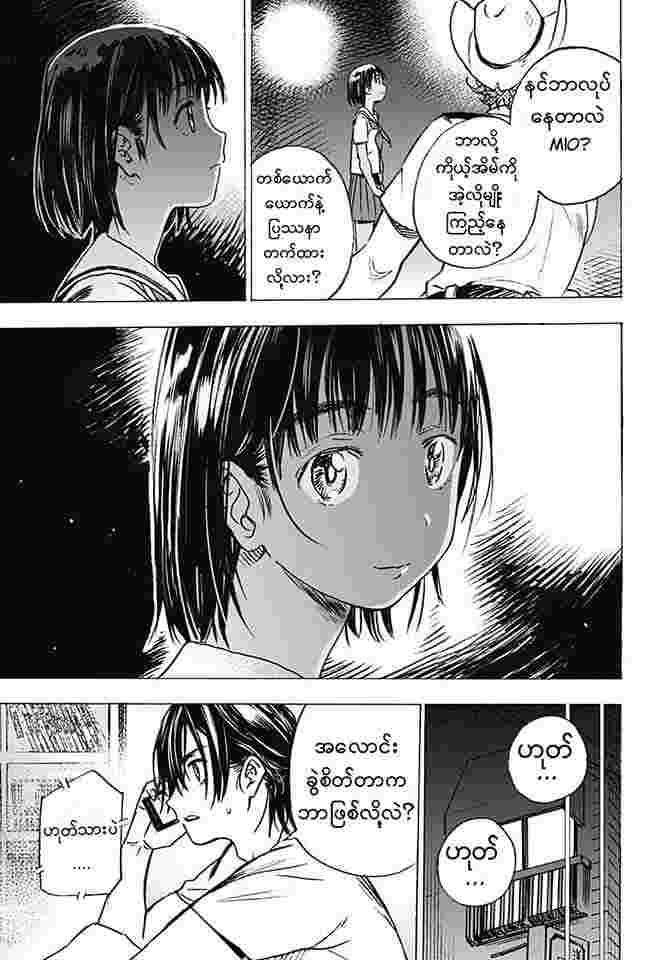 နင်ဘာလုပ်
နေတာလဲ
MIO?
ဘာလို့
ကိုယ့်အိမ်ကို
အဲ့လိုမျိုး
ကြည့်နေ
တာလဲ?
တစ်ယောက်
ယောက်နဲ့
ပြဿနာ
တက်ထား
လို့လား?
ဟုတ်
...
ဟုတ်
...
အလောင်း
ခွဲစိတ်တာက
ဘာဖြစ်လို့လဲ?
ဟုတ်သားပဲ
....